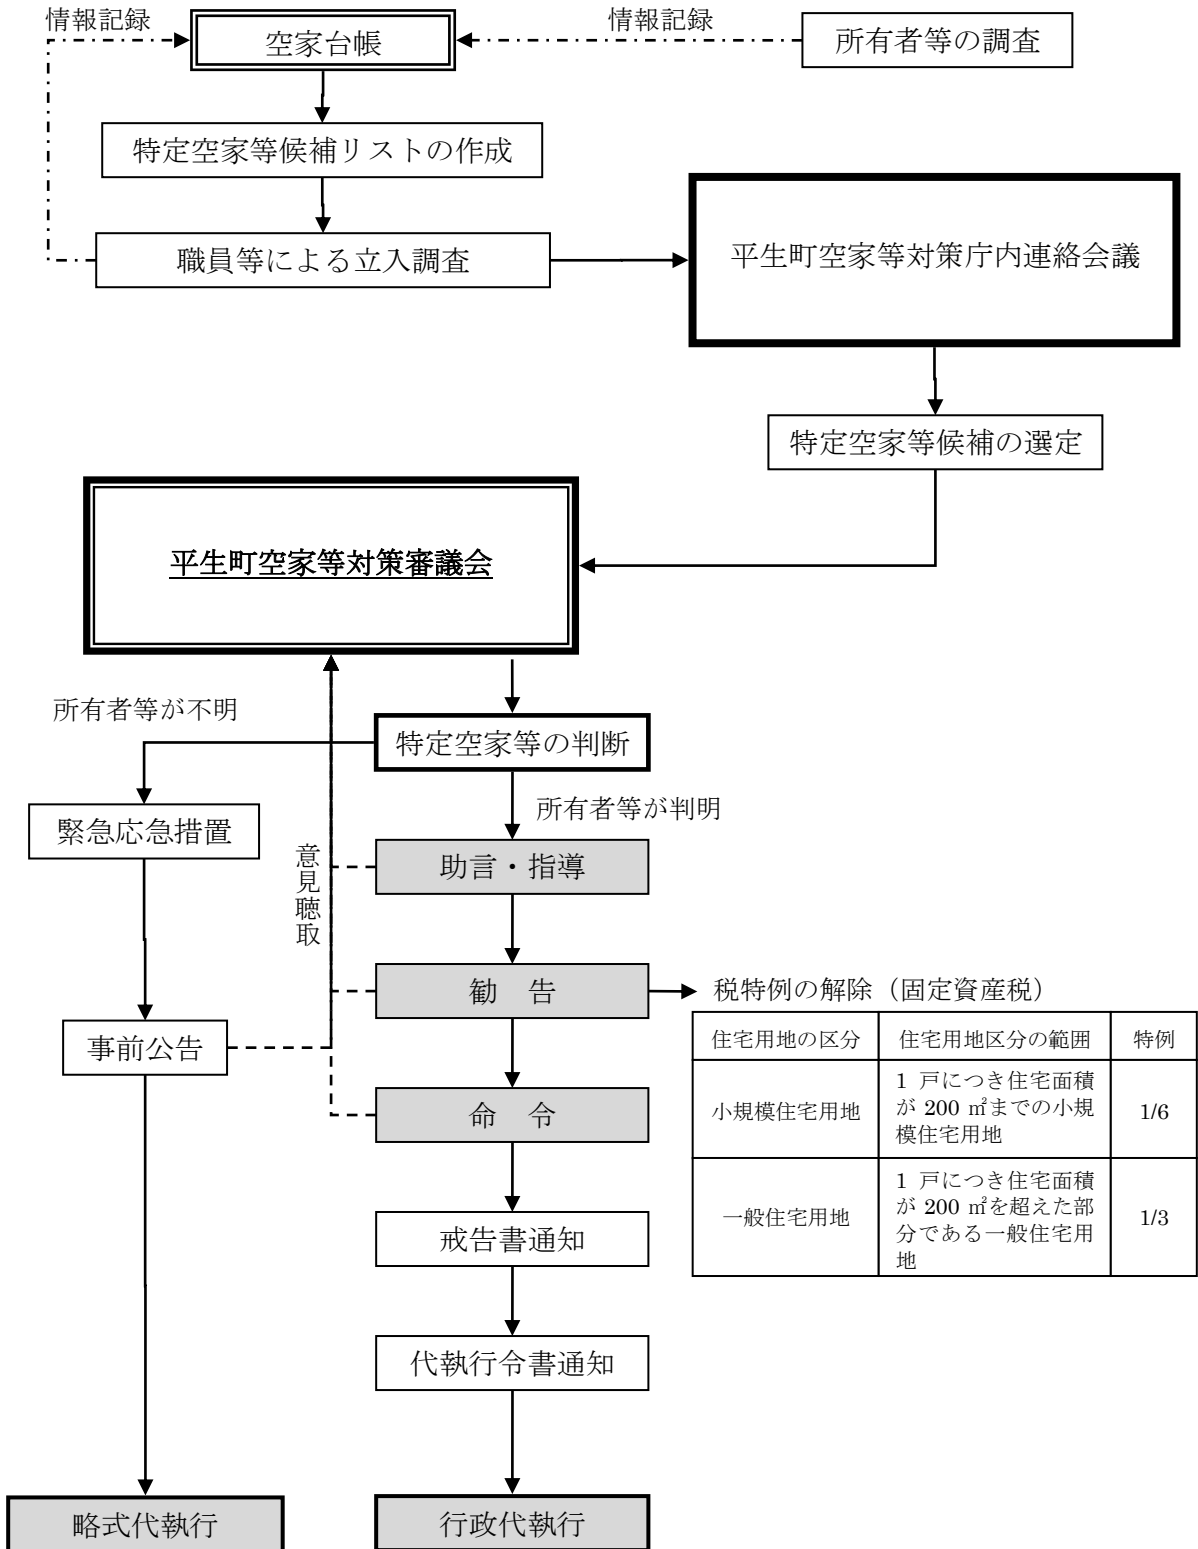 情報記録
空家台帳
情報記録
所有者等の調査
特定空家等候補リストの作成
職員等による立入調査
平生町空家等対策庁内連絡会議
特定空家等候補の選定
平生町空家等対策審議会
所有者等が不明
特定空家等の判断
所有者等が判明
緊急応急措置
意見聴取
助言・指導
勧 告
税特例の解除（固定資産税）
事前公告
住宅用地の区分
住宅用地区分の範囲
特例
小規模住宅用地
1 戸につき住宅面積
が 200 ㎡までの小規
模住宅用地
1/6
命 令
一般住宅用地
1 戸につき住宅面積
が 200 ㎡を超えた部
分である一般住宅用
地
1/3
戒告書通知
代執行令書通知
略式代執行
行政代執行